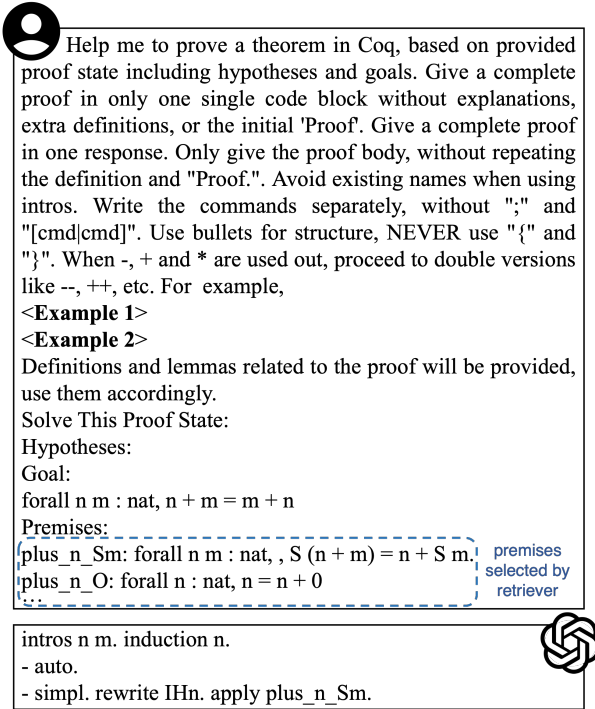 Help me to prove a theorem in Coq, based on provided
proof state including hypotheses and goals. Give a complete
proof in only one single code block without explanations,
extra definitions, or the initial 'Proof'. Give a complete proof
in one response. Only give the proof body, without repeating
the definition and "Proof.". Avoid existing names when using
intros. Write the commands separately, without ";" and
"[cmd|cmd]". Use bullets for structure, NEVER use "{" and
"}". When -, + and * are used out, proceed to double versions
like --, ++, etc. For example,
<Example 1>
<Example 2>
Definitions and lemmas related to the proof will be provided,
use them accordingly.
Solve This Proof State:
Hypotheses:
Goal:
forall n m : nat, n + m = m + n
Premises:
plus_n_Sm: forall n m : nat, , S (n + m) = n + S m.
plus_n_O: forall n : nat, n = n + 0
...
premises
selected by
retriever
intros n m. induction n.
- auto.
- simpl. rewrite IHn. apply plus_n_Sm.